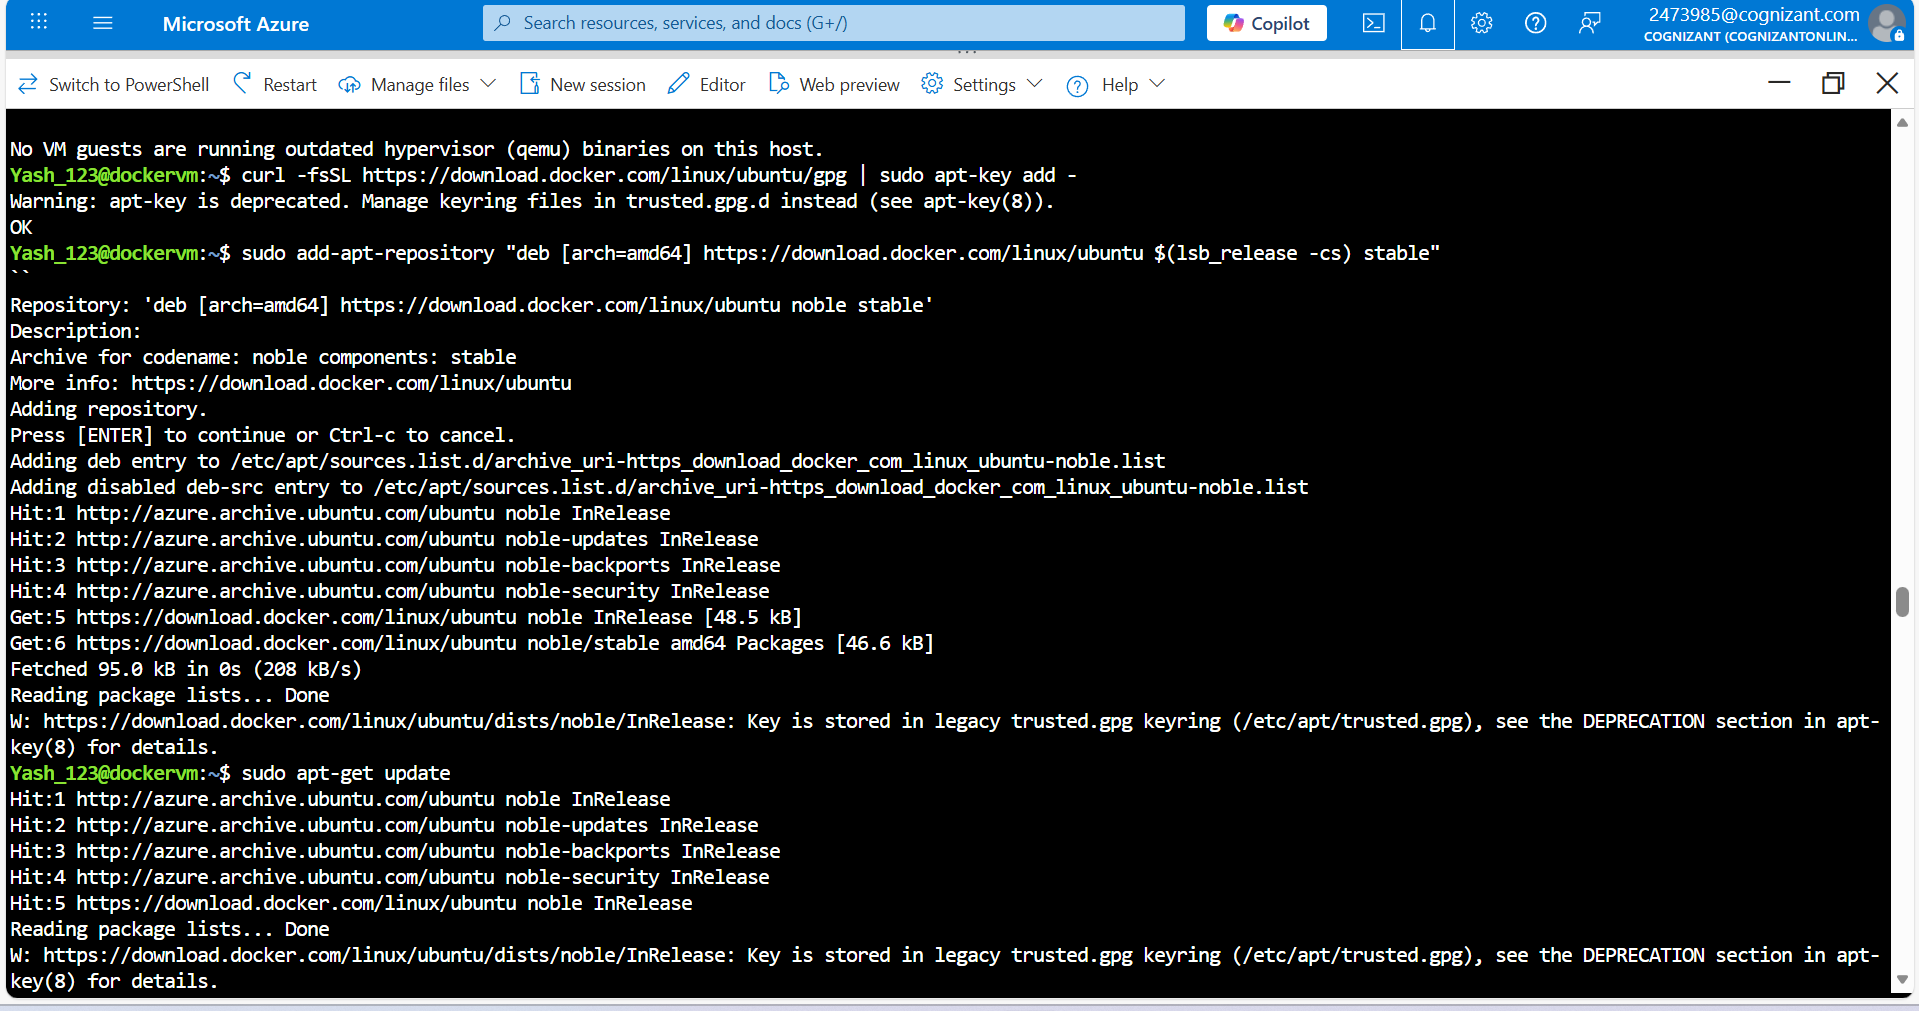 Microsoft Azure
Search resources, services, and docs (G+/)
Copilot
2473985@cognizant.com
COGNIZANT (COGNIZANTONLIN...
Switch to PowerShell
Restart
Manage files
New session
Editor
Web preview
Settings
Help
No VM guests are running outdated hypervisor (qemu) binaries on this host.
Yash_123@dockervm:~$ curl -fsSL https://download.docker.com/linux/ubuntu/gpg | sudo apt-key add -
Warning: apt-key is deprecated. Manage keyring files in trusted.gpg.d instead (see apt-key(8)).
OK
Yash_123@dockervm:~$ sudo add-apt-repository "deb [arch=amd64] https://download.docker.com/linux/ubuntu $(lsb_release -cs) stable"
``
Repository: 'deb [arch=amd64] https://download.docker.com/linux/ubuntu noble stable'
Description:
Archive for codename: noble components: stable
More info: https://download.docker.com/linux/ubuntu
Adding repository.
Press [ENTER] to continue or Ctrl-c to cancel.
Adding deb entry to /etc/apt/sources.list.d/archive_uri-https_download_docker_com_linux_ubuntu-noble.list
Adding disabled deb-src entry to /etc/apt/sources.list.d/archive_uri-https_download_docker_com_linux_ubuntu-noble.list
Hit:1 http://azure.archive.ubuntu.com/ubuntu noble InRelease
Hit:2 http://azure.archive.ubuntu.com/ubuntu noble-updates InRelease
Hit:3 http://azure.archive.ubuntu.com/ubuntu noble-backports InRelease
Hit:4 http://azure.archive.ubuntu.com/ubuntu noble-security InRelease
Get:5 https://download.docker.com/linux/ubuntu noble InRelease [48.5 kB]
Get:6 https://download.docker.com/linux/ubuntu noble/stable amd64 Packages [46.6 kB]
Fetched 95.0 kB in 0s (208 kB/s)
Reading package lists... Done
W: https://download.docker.com/linux/ubuntu/dists/noble/InRelease: Key is stored in legacy trusted.gpg keyring (/etc/apt/trusted.gpg), see the DEPRECATION section in apt-
key(8) for details.
Yash_123@dockervm:~$ sudo apt-get update
Hit:1 http://azure.archive.ubuntu.com/ubuntu noble InRelease
Hit:2 http://azure.archive.ubuntu.com/ubuntu noble-updates InRelease
Hit:3 http://azure.archive.ubuntu.com/ubuntu noble-backports InRelease
Hit:4 http://azure.archive.ubuntu.com/ubuntu noble-security InRelease
Hit:5 https://download.docker.com/linux/ubuntu noble InRelease
Reading package lists... Done
W: https://download.docker.com/linux/ubuntu/dists/noble/InRelease: Key is stored in legacy trusted.gpg keyring (/etc/apt/trusted.gpg), see the DEPRECATION section in apt-
key(8) for details.